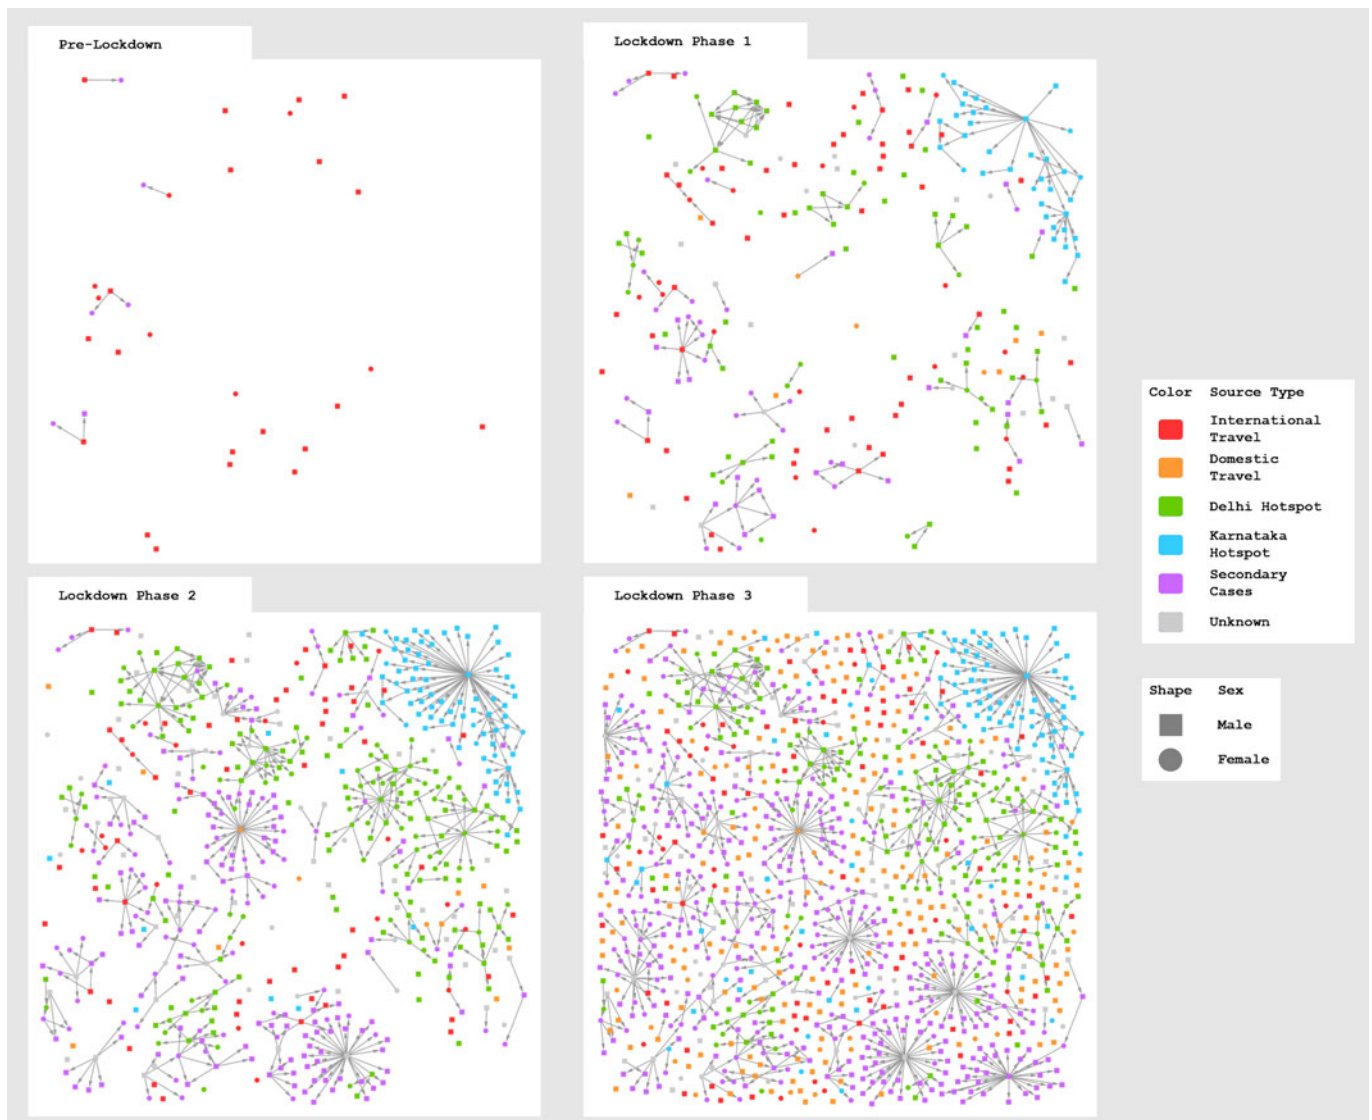 Pre-Lockdown
Lockdown Phase 1
Lockdown Phase 2
Lockdown Phase 3
Color Source Type
International
Travel
Domestic
Travel
Delhi Hotspot
Karnataka
Hotspot
Secondary
Cases
Unknown
Shape Sex
Male
Female